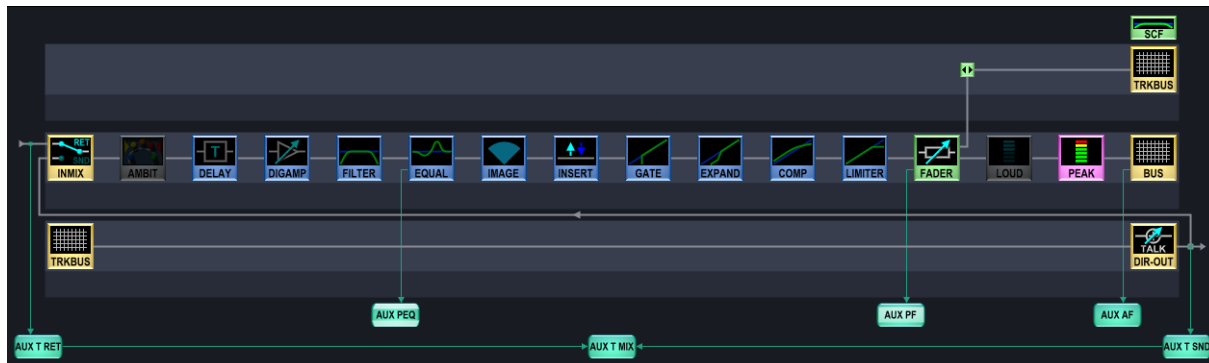 SCF
TRKBUS
RET
SND
INMIX
AMBIT
T
DELAY
DIGAMP
FILTER
EQUAL
IMAGE
INSERT
GATE
EXPAND
COMP
LIMITER
FADER
LOUD
PEAK
BUS
TRKBUS
TALK
DIR-OUT
AUX PEQ
AUX PF
AUX AF
AUX T RET
AUX T MIX
AUX T SND